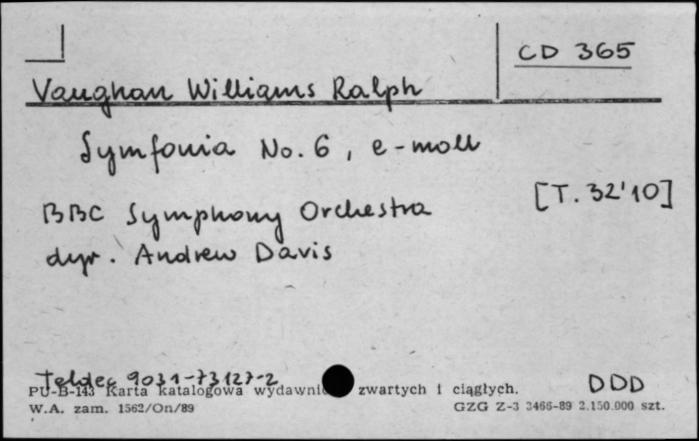 CD 365
Vaughan Williams Ralph
Symfonia No. 6, e-moll
[T. 32'10]
BBC Symphony Orchestra
dyr. Andrew Davis
Teldec 9031-73127-2
DDD
PU-B-143 Karta katalogowa wydawnic zwartych i ciągłych.
W.A. zam. 1562/On/89
GZG Z-3 3466-89 2.150.000 szt.